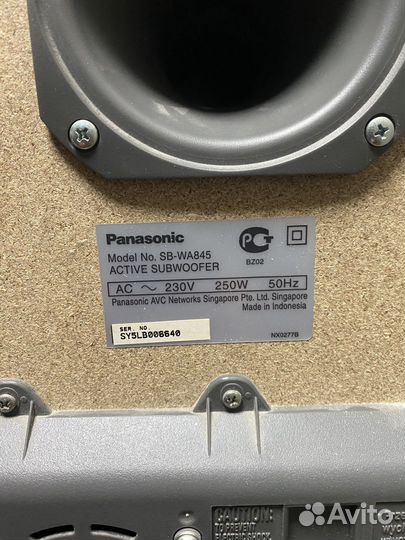 Panasonic
Model No. SB-WA845
ACTIVE SUBWOOFER
BZ02
AC ~ 230V 250W 50Hz
Panasonic AVC Networks Singapore Pte. Ltd. Singapore
Made in Indonesia
SER. NO.
SY5LB006640
NX0277B
CAUTION:
TO PREVENT
ELECTRIC SHOCK
Avito